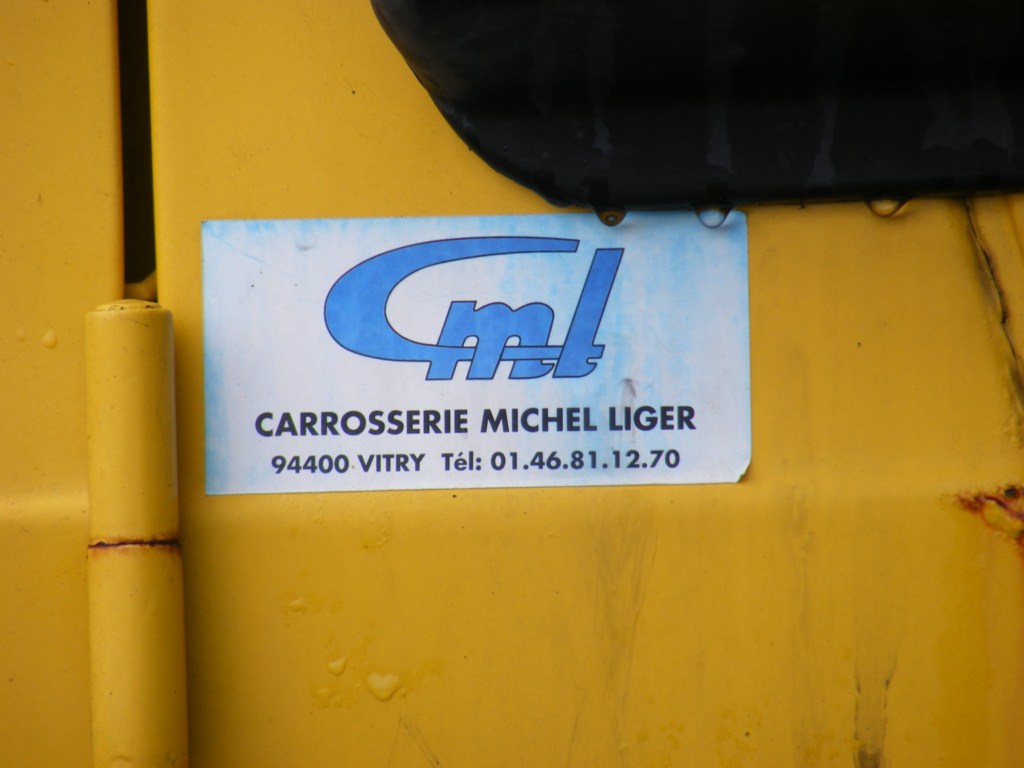 Cml
CARROSSERIE MICHEL LIGER
94400 VITRY Tél: 01.46.81.12.70